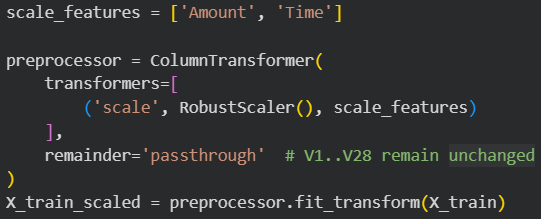 scale_features = ['Amount', 'Time']
preprocessor = ColumnTransformer(
    transformers=[
        ('scale', RobustScaler(), scale_features)
    ],
    remainder='passthrough'  # V1..V28 remain unchanged
)
X_train_scaled = preprocessor.fit_transform(X_train)